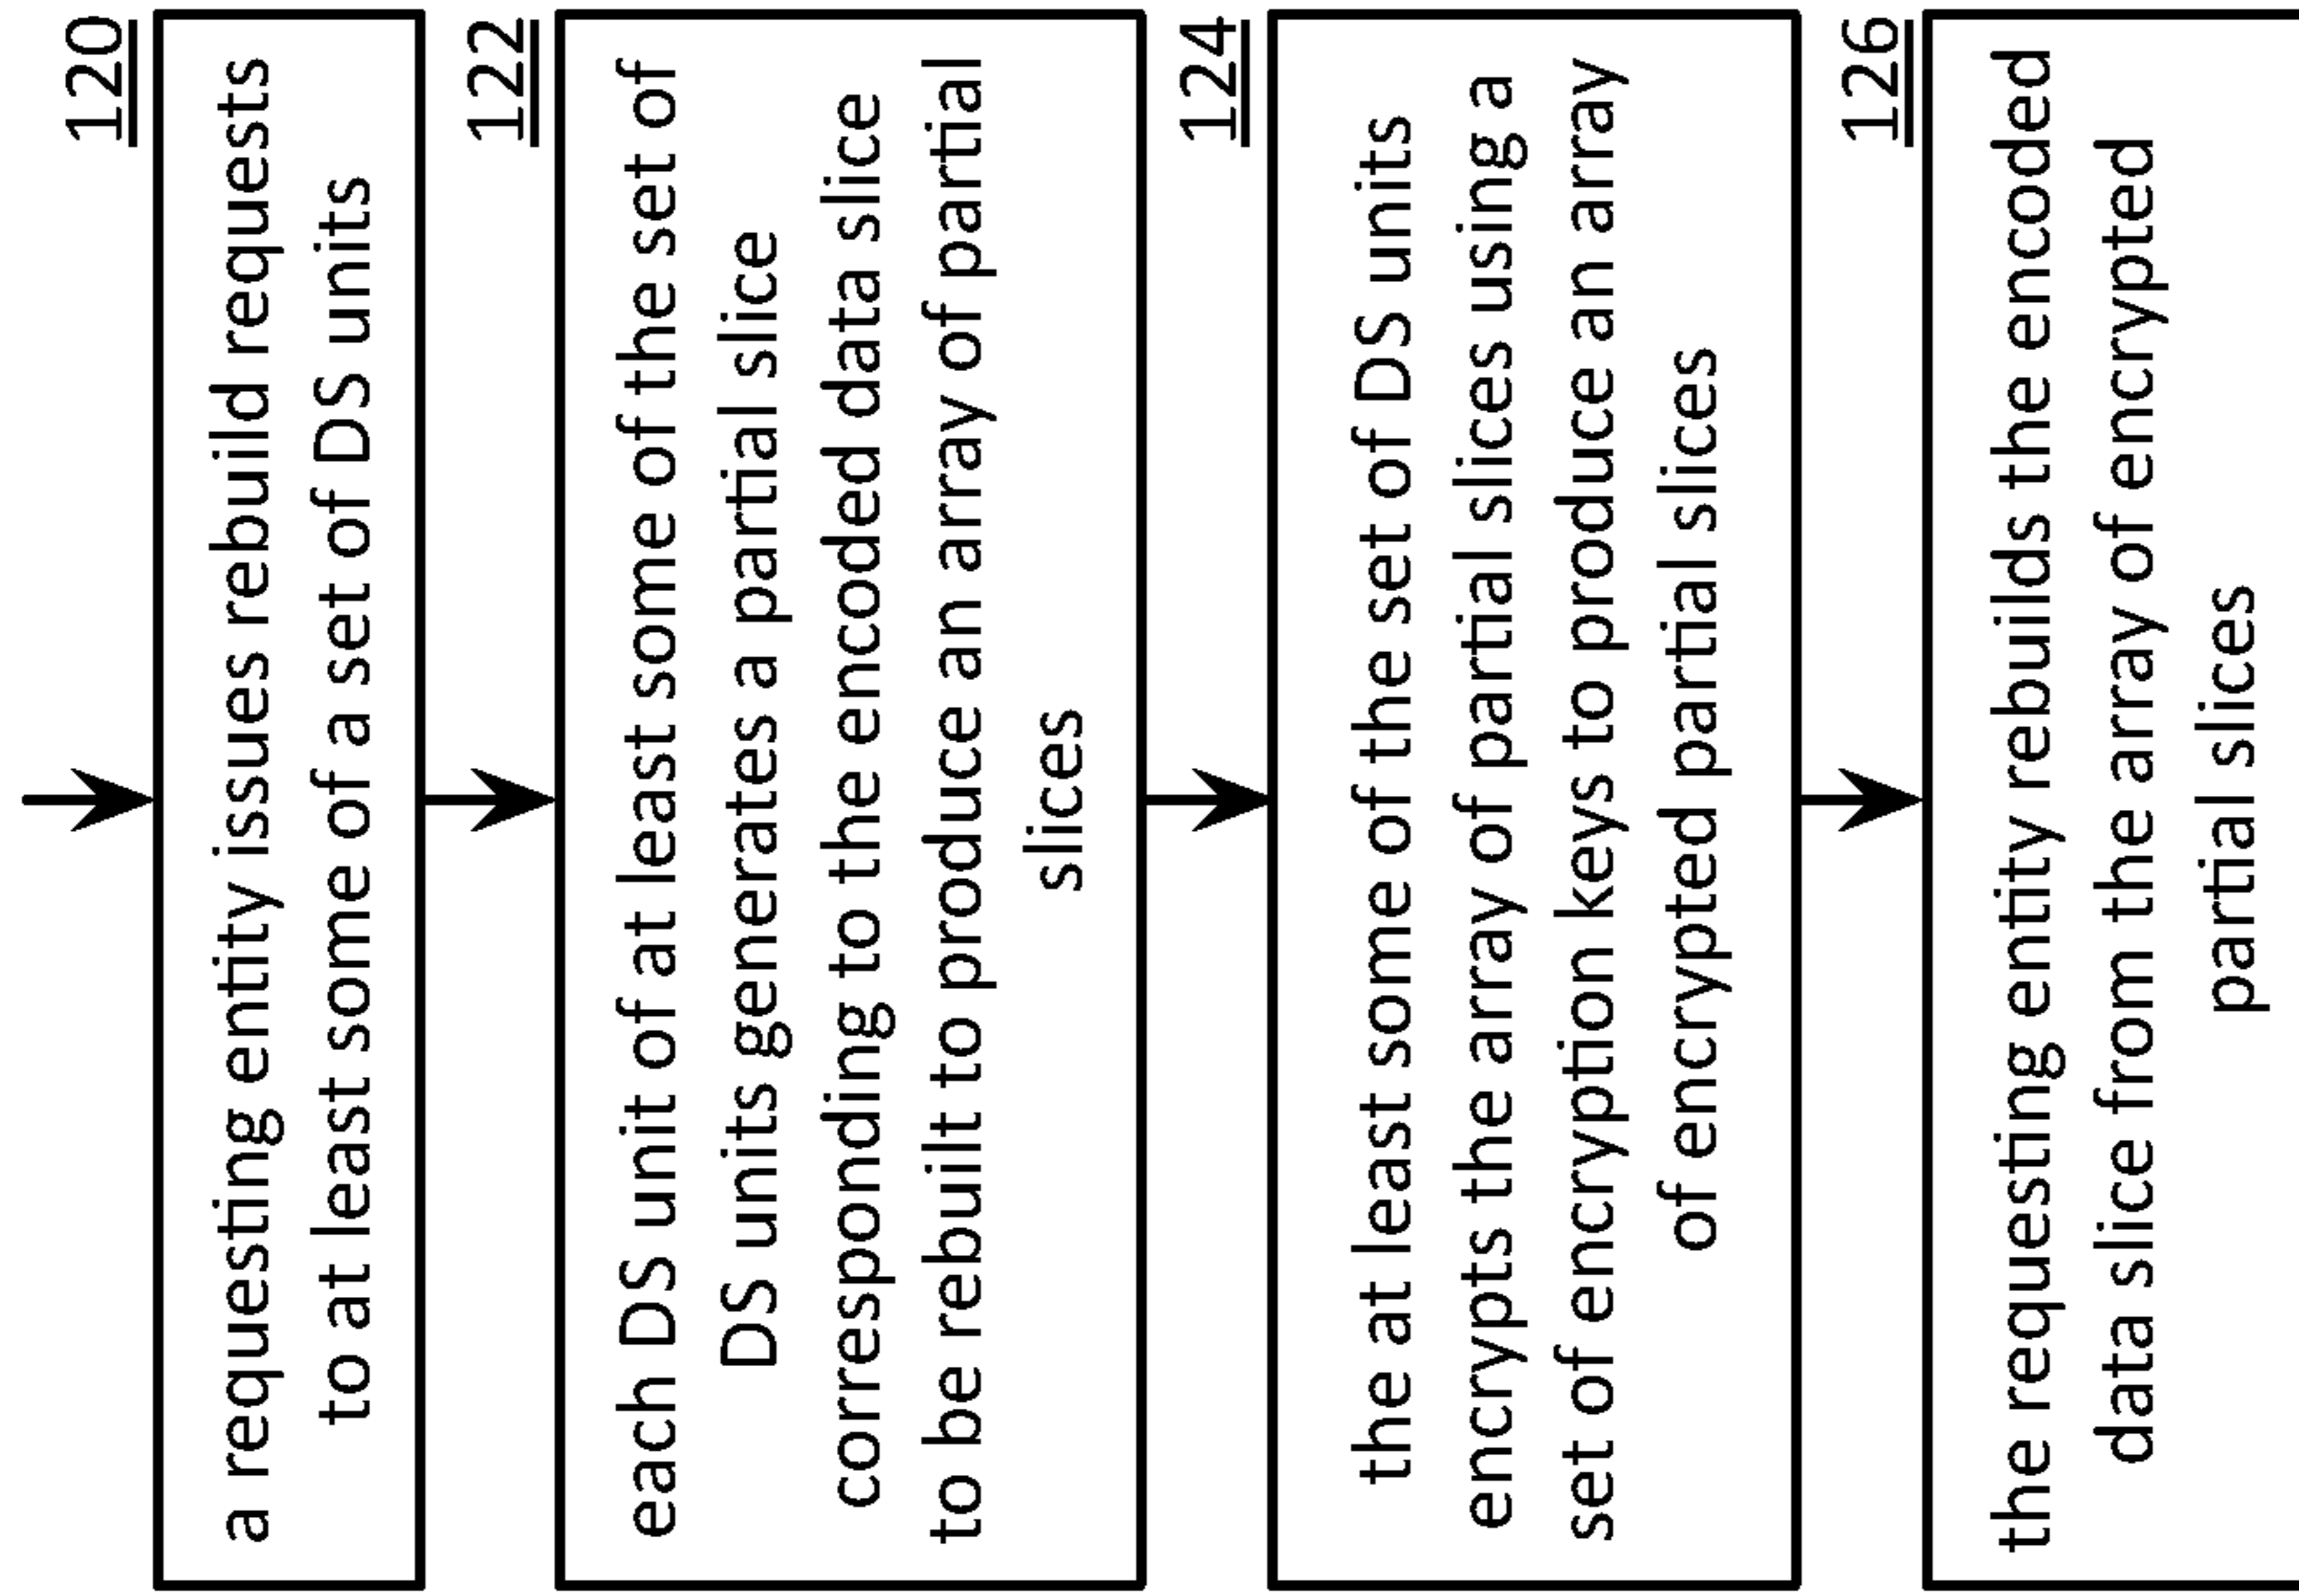 120
a requesting entity issues rebuild requests
to at least some of a set of DS units
122
each DS unit of at least some of the set of
DS units generates a partial slice
corresponding to the encoded data slice
to be rebuilt to produce an array of partial
slices
124
the at least some of the set of DS units
encrypts the array of partial slices using a
set of encryption keys to produce an array
of encrypted partial slices
126
the requesting entity rebuilds the encoded
data slice from the array of encrypted
partial slices